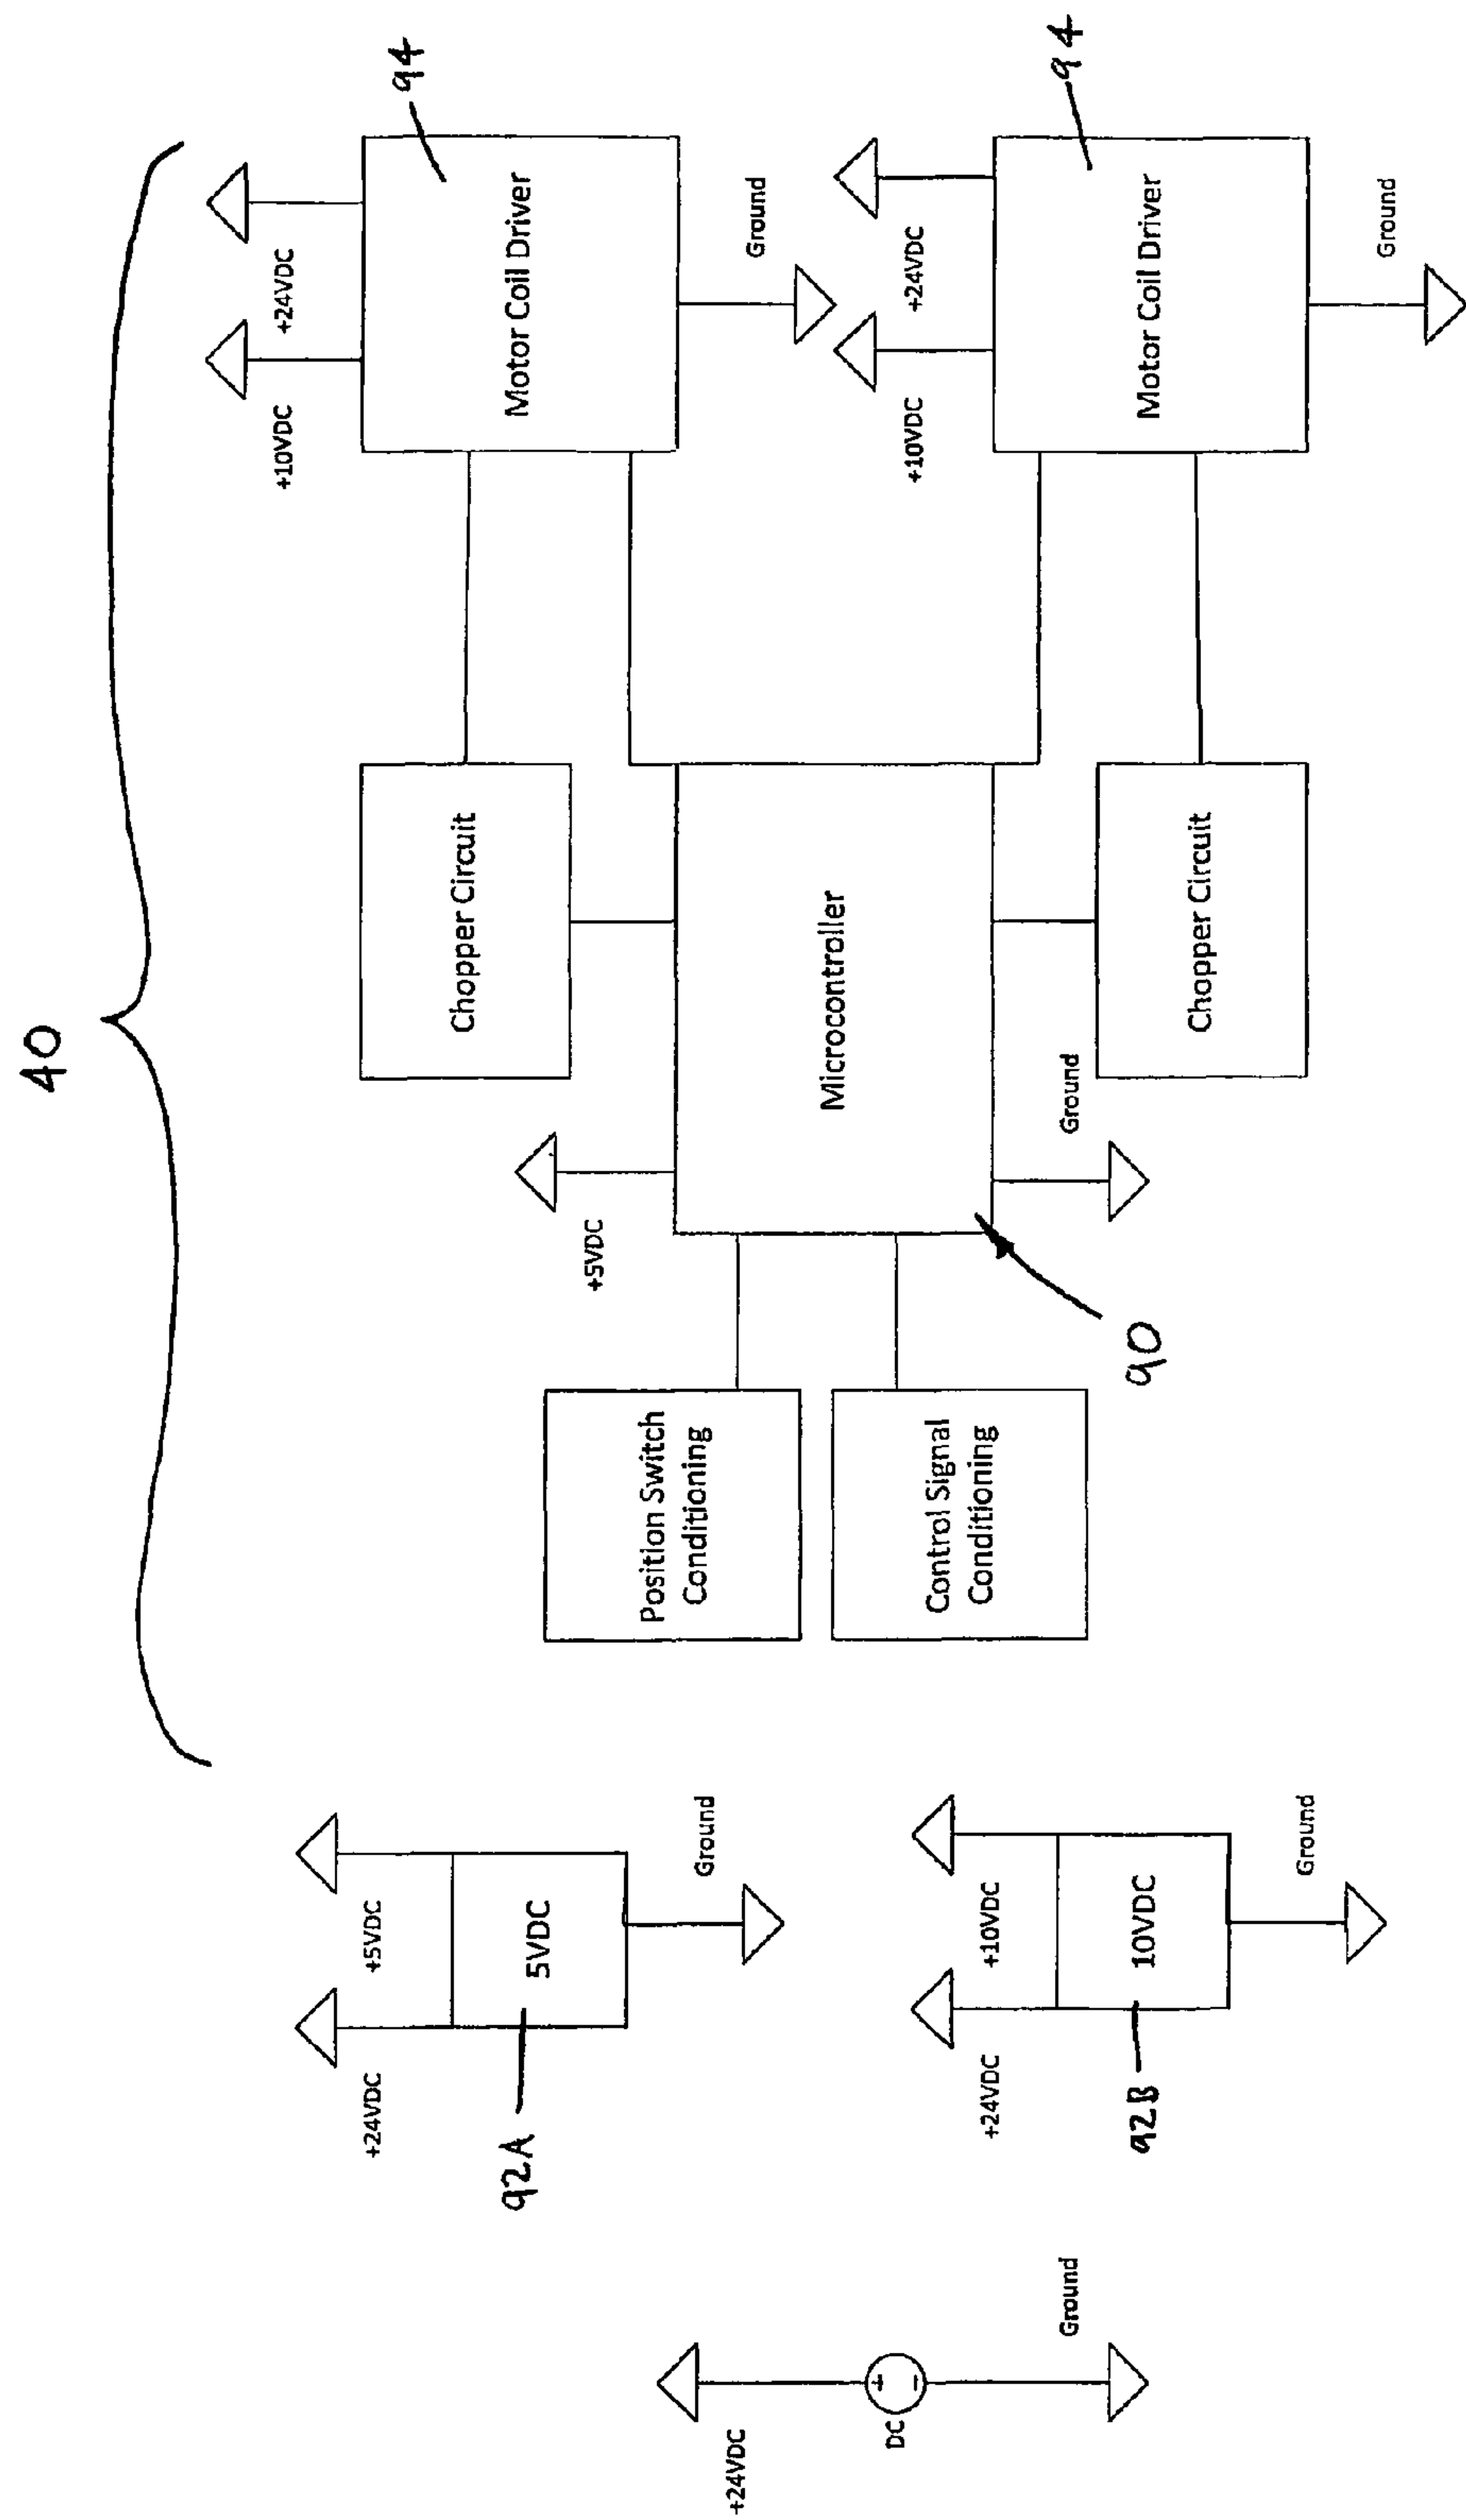 40
+24VDC
DC
Ground
+24VDC
+5VDC
5VDC
92A
Ground
+24VDC
+10VDC
10VDC
92B
Ground
Position Switch
Conditioning
Control Signal
Conditioning
+5VDC
Microcontroller
Ground
90
Chopper Circuit
Chopper Circuit
+10VDC
+24VDC
Motor Coil Driver
94
Ground
+10VDC
+24VDC
Motor Coil Driver
94
Ground